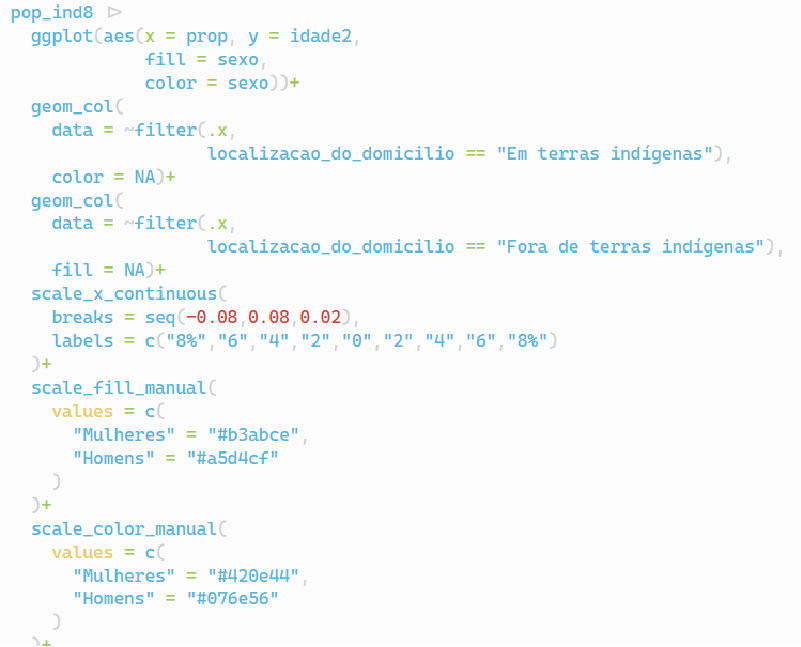 pop_ind8 |>
ggplot(aes(x = prop, y = idade2,
fill = sexo,
color = sexo))+
geom_col(
data = ~filter(.x,
localizacao_do_domicilio == "Em terras indígenas"),
color = NA)+
geom_col(
data = ~filter(.x,
localizacao_do_domicilio == "Fora de terras indígenas"),
fill = NA)+
scale_x_continuous(
breaks = seq(-0.08,0.08,0.02),
labels = c("8%","6","4","2","0","2","4","6","8%")
)+
scale_fill_manual(
values = c(
"Mulheres" = "#b3abce",
"Homens" = "#a5d4cf"
)
)+
scale_color_manual(
values = c(
"Mulheres" = "#420e44",
"Homens" = "#076e56"
)
)+